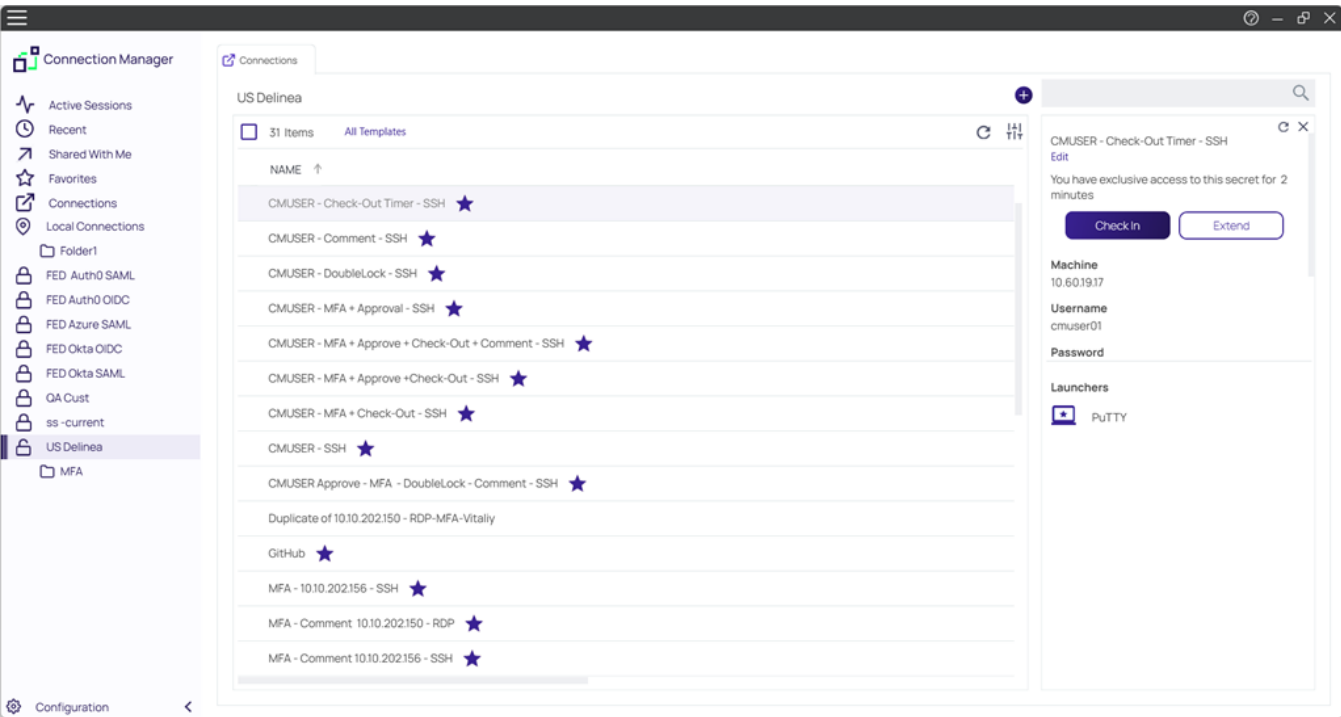 Connection Manager
Active Sessions
Recent
Shared With Me
Favorites
Connections
Local Connections
Folder1
FED Auth0 SAML
FED Auth0 OIDC
FED Azure SAML
FED Okta OIDC
FED Okta SAML
QA Cust
ss-current
US Delinea
MFA
Configuration
Connections
US Delinea
31 Items All Templates
NAME
CMUSER - Check-Out Timer - SSH
CMUSER - Comment - SSH
CMUSER - DoubleLock - SSH
CMUSER - MFA + Approval - SSH
CMUSER - MFA + Approve + Check-Out + Comment - SSH
CMUSER - MFA + Approve +Check-Out - SSH
CMUSER - MFA + Check-Out - SSH
CMUSER - SSH
CMUSER Approve - MFA - DoubleLock - Comment - SSH
Duplicate of 10.10.202.150 - RDP-MFA-Vitaliy
GitHub
MFA - 10.10.202.156 - SSH
MFA - Comment 10.10.202.150 - RDP
MFA - Comment 10.10.202.156 - SSH
CMUSER - Check-Out Timer - SSH
Edit
You have exclusive access to this secret for 2
minutes
Check In Extend
Machine
10.60.19.17
Username
cmuser01
Password
Launchers
PuTTY